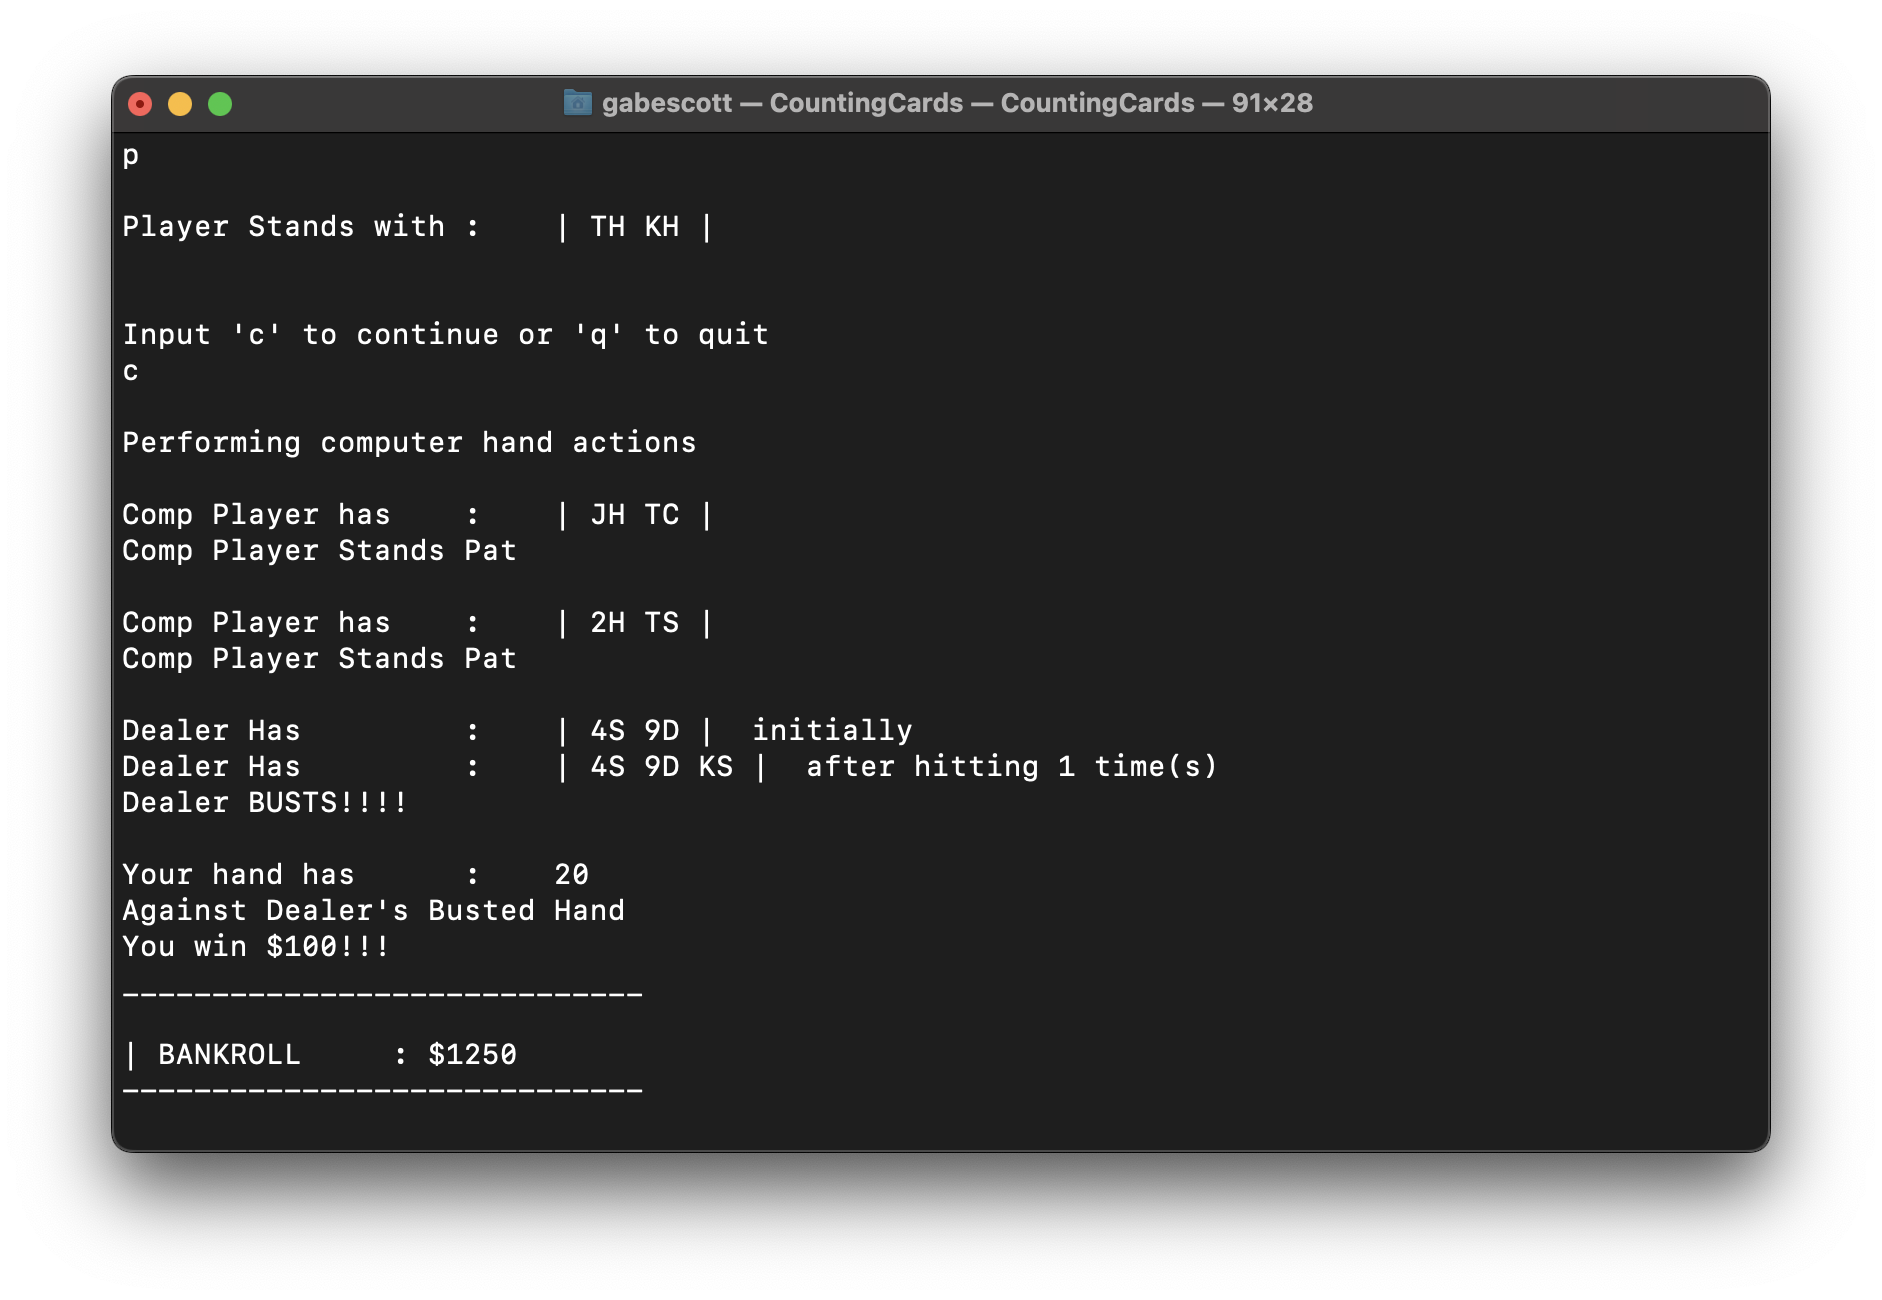 gabescott — CountingCards — CountingCards — 91×28
p
Player Stands with :    | TH KH |
Input 'c' to continue or 'q' to quit
c
Performing computer hand actions
Comp Player has    :    | JH TC |
Comp Player Stands Pat
Comp Player has    :    | 2H TS |
Comp Player Stands Pat
Dealer Has         :    | 4S 9D |  initially
Dealer Has         :    | 4S 9D KS |  after hitting 1 time(s)
Dealer BUSTS!!!!
Your hand has      :    20
Against Dealer's Busted Hand
You win $100!!!
_____________________________
| BANKROLL     : $1250
_____________________________